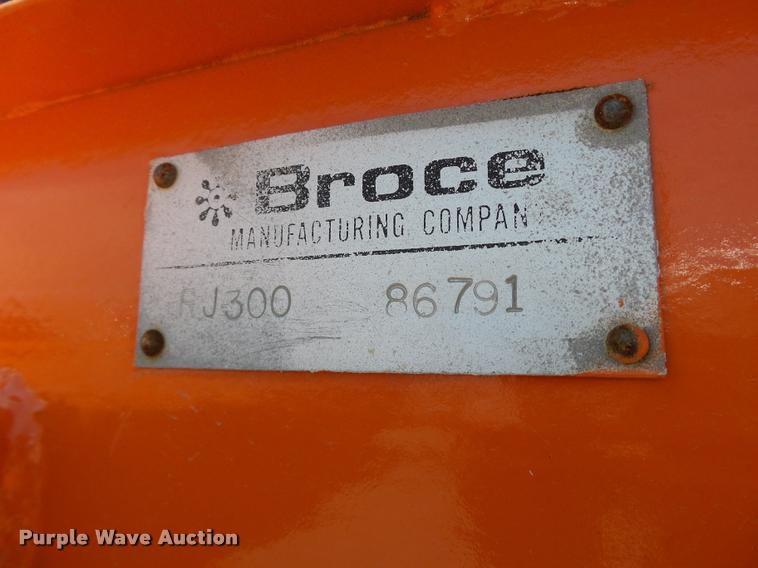 Broce
MANUFACTURING COMPAN
RJ300 86791
Purple Wave Auction